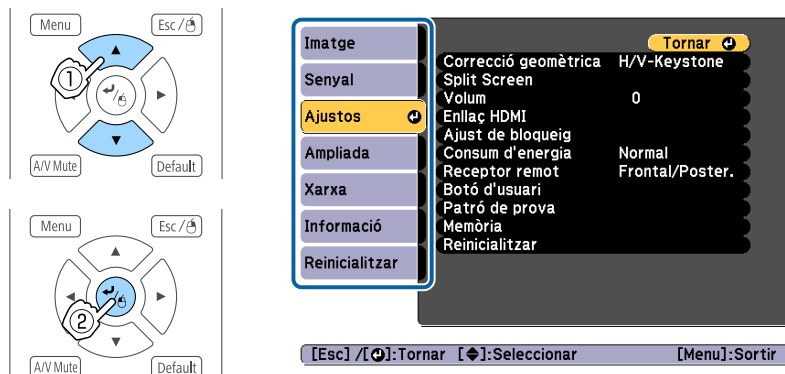 Menu Esc /
1
A/V Mute Default
Menu Esc /
2
A/V Mute Default
Imatge
Senyal
Ajustos
Ampliada
Xarxa
Informació
Reinicialitzar
Tornar
Correcció geomètrica H/V-Keystone
Split Screen
Volum 0
Enllaç HDMI
Ajust de bloqueig
Consum d'energia Normal
Receptor remot Frontal/Poster.
Botó d'usuari
Patró de prova
Memòria
Reinicialitzar
[Esc] /[ ]:Tornar [ ]:Seleccionar [Menu]:Sortir